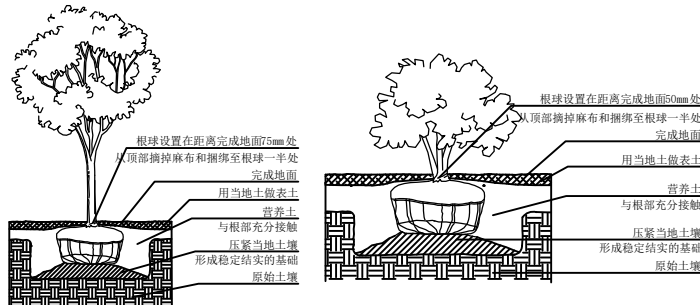 根球设置在距离完成地面75mm处
从顶部摘掉麻布和捆绑至根球一半处
完成地面
用当地土做表土
营养土
与根部充分接触
压紧当地土壤
形成稳定结实的基础
原始土壤
根球设置在距离完成地面50mm处
从顶部摘掉麻布和捆绑至根球一半处
完成地面
用当地土做表土
营养土
与根部充分接触
压紧当地土壤
形成稳定结实的基础
原始土壤